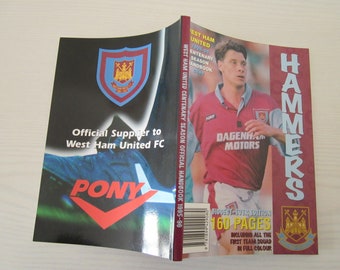 Official Supplier to
West Ham United FC
PONY
WEST HAM UNITED CENTENARY SEASON OFFICIAL HANDBOOK 1995-96
WEST HAM
UNITED
CENTENARY
SEASON
HANDBOOK
HAMMERS
DAGENHAM
MOTORS
160 PAGES
INCLUDING ALL THE
FIRST TEAM SQUAD
IN FULL COLOUR